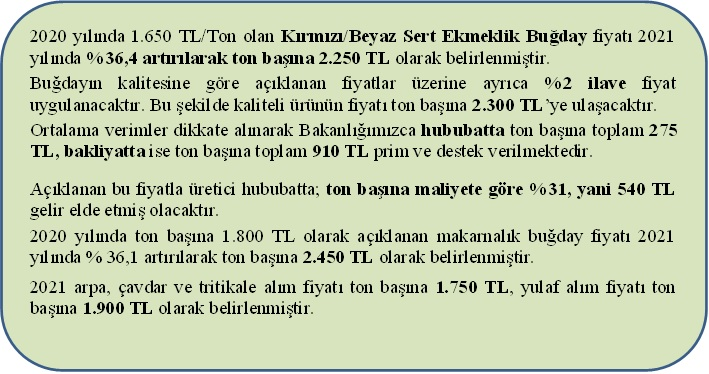 2020 yılında 1.650 TL/Ton olan Kırmızı/Beyaz Sert Ekmeklik Buğday fiyatı 2021
yılında %36,4 artırılarak ton başına 2.250 TL olarak belirlenmiştir.
Buğdayın kalitesine göre açıklanan fiyatlar üzerine ayrıca %2 ilave fiyat
uygulanacaktır. Bu şekilde kaliteli ürünün fiyatı ton başına 2.300 TL'ye ulaşacaktır.
Ortalama verimler dikkate alınarak Bakanlığımızca hububatta ton başına toplam 275
TL, bakliyatta ise ton başına toplam 910 TL prim ve destek verilmektedir.
Açıklanan bu fiyatla üretici hububatta; ton başına maliyete göre %31, yani 540 TL
gelir elde etmiş olacaktır.
2020 yılında ton başına 1.800 TL olarak açıklanan makarnalık buğday fiyatı 2021
yılında % 36,1 artırılarak ton başına 2.450 TL olarak belirlenmiştir.
2021 arpa, çavdar ve tritikale alım fiyatı ton başına 1.750 TL, yulaf alım fiyatı ton
başına 1.900 TL olarak belirlenmiştir.